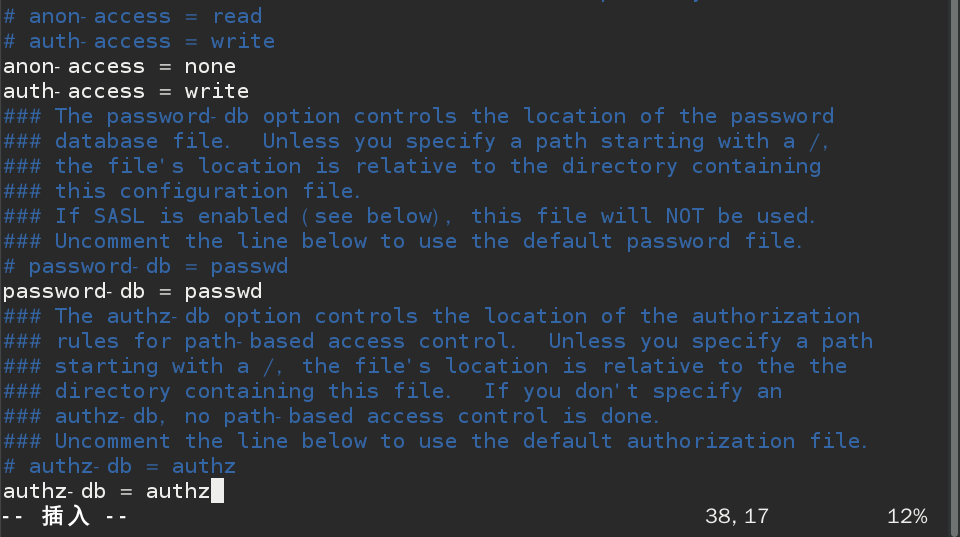 # anon-access = read
# auth-access = write
anon-access = none
auth-access = write
### The password-db option controls the location of the password
### database file.  Unless you specify a path starting with a /,
### the file's location is relative to the directory containing
### this configuration file.
### If SASL is enabled (see below), this file will NOT be used.
### Uncomment the line below to use the default password file.
# password-db = passwd
password-db = passwd
### The authz-db option controls the location of the authorization
### rules for path-based access control.  Unless you specify a path
### starting with a /, the file's location is relative to the the
### directory containing this file.  If you don't specify an
### authz-db, no path-based access control is done.
### Uncomment the line below to use the default authorization file.
# authz-db = authz
authz-db = authz
-- 插入 -- 38,17 12%